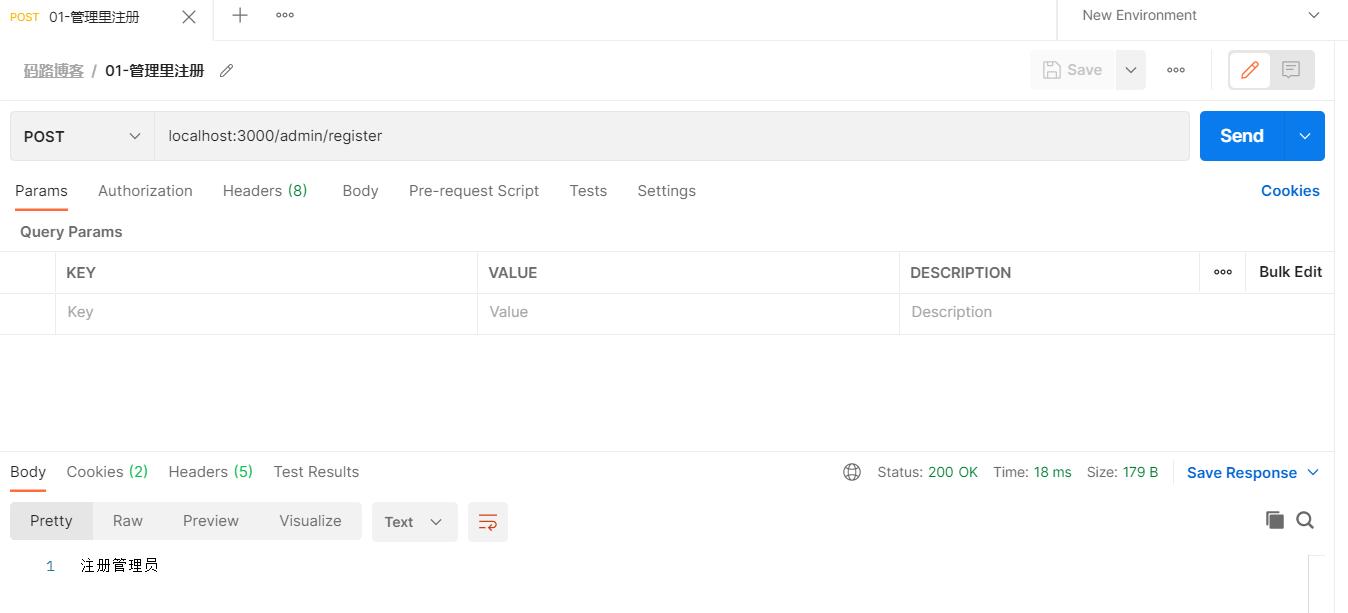 POST 01-管理里注册 New Environment
码路博客 / 01-管理里注册 Save
POST localhost:3000/admin/register Send
Params Authorization Headers (8) Body Pre-request Script Tests Settings Cookies
Query Params
KEY VALUE DESCRIPTION Bulk Edit
Key Value Description
Body Cookies (2) Headers (5) Test Results Status: 200 OK Time: 18 ms Size: 179 B Save Response
Pretty Raw Preview Visualize Text
1 注册管理员